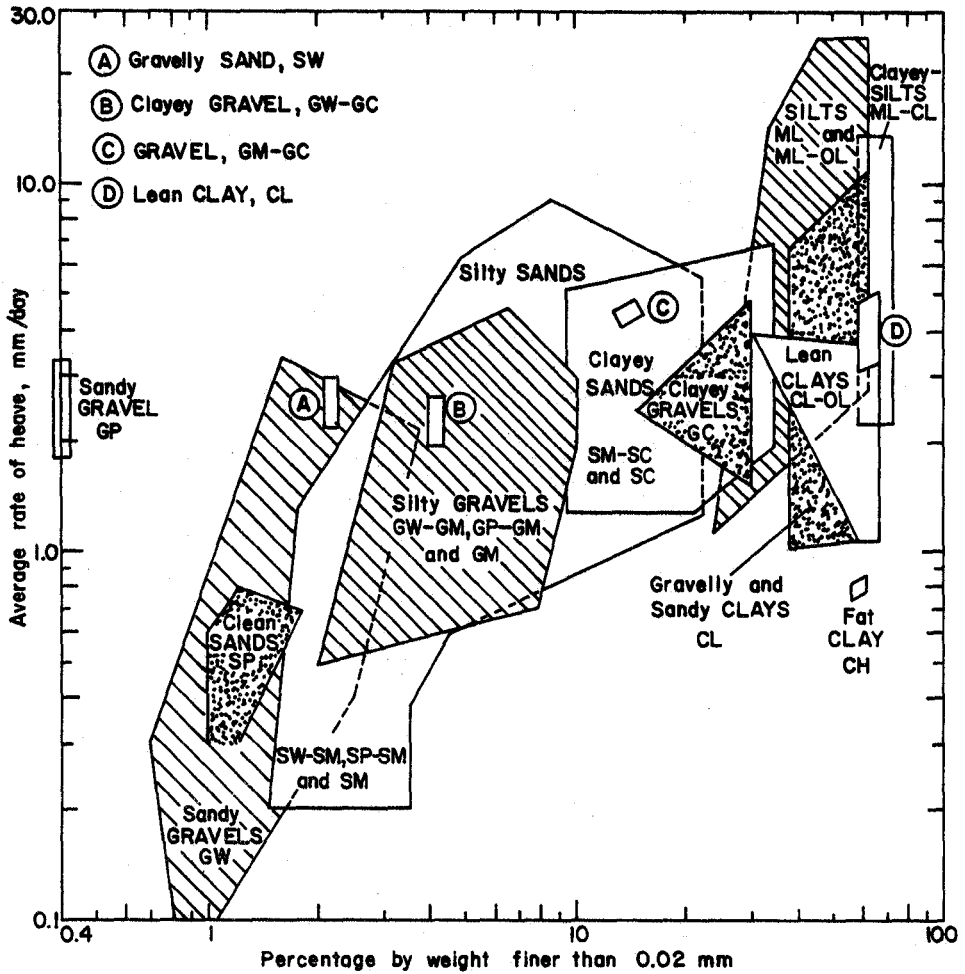 30.0
10.0
1.0
0.1
Average rate of heave, mm/day
A Gravelly SAND, SW
B Clayey GRAVEL, GW-GC
C GRAVEL, GM-GC
D Lean CLAY, CL
Clayey-
SILTS
ML-CL
SILTS
ML and
ML-OL
Silty SANDS
C
D
Sandy
GRAVEL
GP
A
B
Clayey
SANDS
SM-SC
and SC
Clayey
GRAVELS
GC
Lean
CLAYS
CL-OL
Silty GRAVELS
GW-GM, GP-GM
and GM
Gravelly and
Sandy CLAYS
CL
Fat
CLAY
CH
Clean
SANDS
SP
SW-SM, SP-SM
and SM
Sandy
GRAVELS
GW
0.4
1
10
100
Percentage by weight finer than 0.02 mm